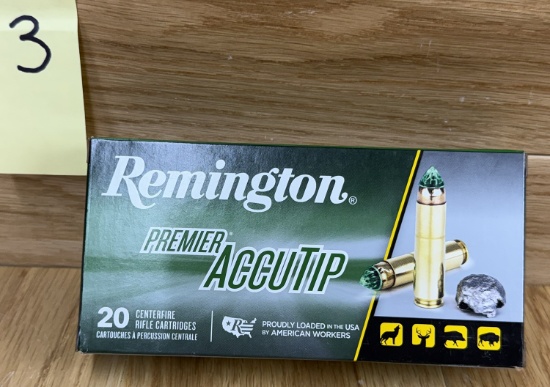 3
Remington®
PREMIER®
ACCUTIP
20 CENTERFIRE
RIFLE CARTRIDGES
CARTOUCHES À PERCUSSION CENTRALE
R
PROUDLY LOADED IN THE USA
BY AMERICAN WORKERS